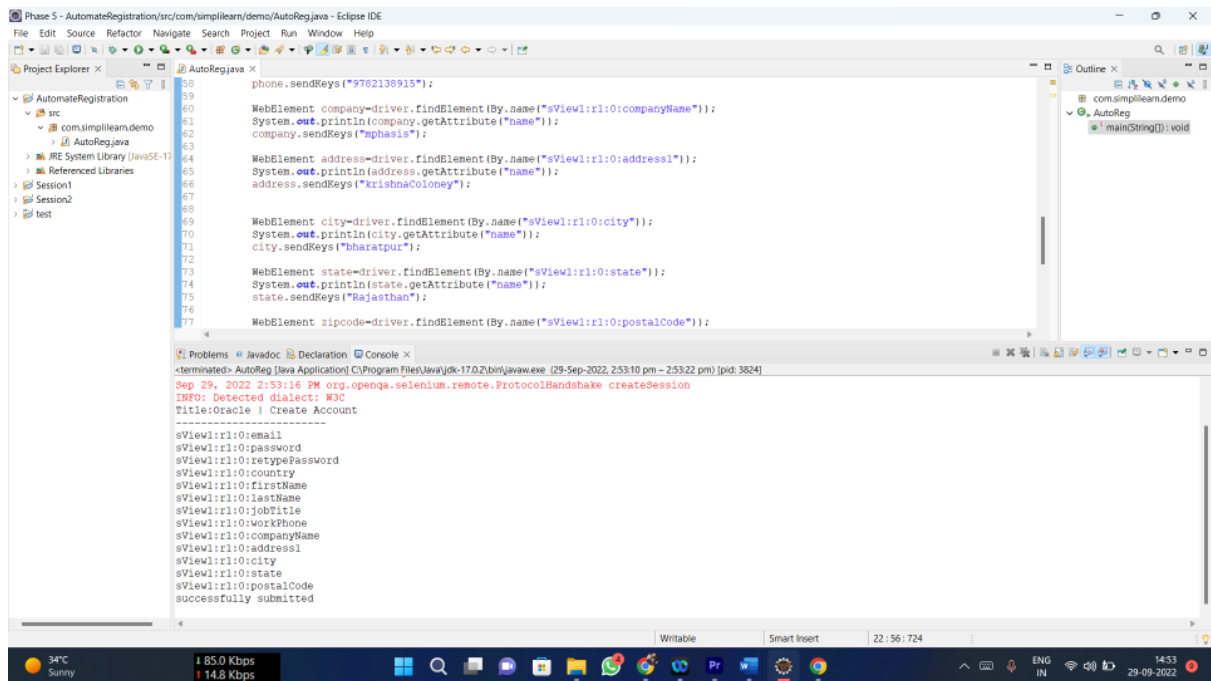 Phase 5 - AutomateRegistration/src/com/simplilearn/demo/AutoReg.java - Eclipse IDE
File Edit Source Refactor Navigate Search Project Run Window Help
Project Explorer
AutomateRegistration
src
com.simplilearn.demo
AutoReg.java
JRE System Library [JavaSE-17
Referenced Libraries
Session1
Session2
test
AutoReg.java
58 phone.sendKeys("9782138915");
59
60 WebElement company=driver.findElement(By.name("sView1:r1:0:companyName"));
61 System.out.println(company.getAttribute("name"));
62 company.sendKeys("mphasis");
63
64 WebElement address=driver.findElement(By.name("sView1:r1:0:address1"));
65 System.out.println(address.getAttribute("name"));
66 address.sendKeys("krishnaColoney");
67
68
69 WebElement city=driver.findElement(By.name("sView1:r1:0:city"));
70 System.out.println(city.getAttribute("name"));
71 city.sendKeys("bharatpur");
72
73 WebElement state=driver.findElement(By.name("sView1:r1:0:state"));
74 System.out.println(state.getAttribute("name"));
75 state.sendKeys("Rajasthan");
76
77 WebElement zipcode=driver.findElement(By.name("sView1:r1:0:postalCode"));
Outline
com.simplilearn.demo
AutoReg
main(String[]) : void
Problems Javadoc Declaration Console
<terminated> AutoReg [Java Application] C:\Program Files\Java\jdk-17.0.2\bin\javaw.exe (29-Sep-2022, 2:53:10 pm – 2:53:22 pm) [pid: 3824]
Sep 29, 2022 2:53:16 PM org.openqa.selenium.remote.ProtocolHandshake createSession
INFO: Detected dialect: W3C
Title:Oracle | Create Account
------------------------
sView1:r1:0:email
sView1:r1:0:password
sView1:r1:0:retypePassword
sView1:r1:0:country
sView1:r1:0:firstName
sView1:r1:0:lastName
sView1:r1:0:jobTitle
sView1:r1:0:workPhone
sView1:r1:0:companyName
sView1:r1:0:address1
sView1:r1:0:city
sView1:r1:0:state
sView1:r1:0:postalCode
successfully submitted
Writable Smart Insert 22 : 56 : 724
34°C
Sunny
85.0 Kbps
14.8 Kbps
Pr
ENG
IN
14:53
29-09-2022